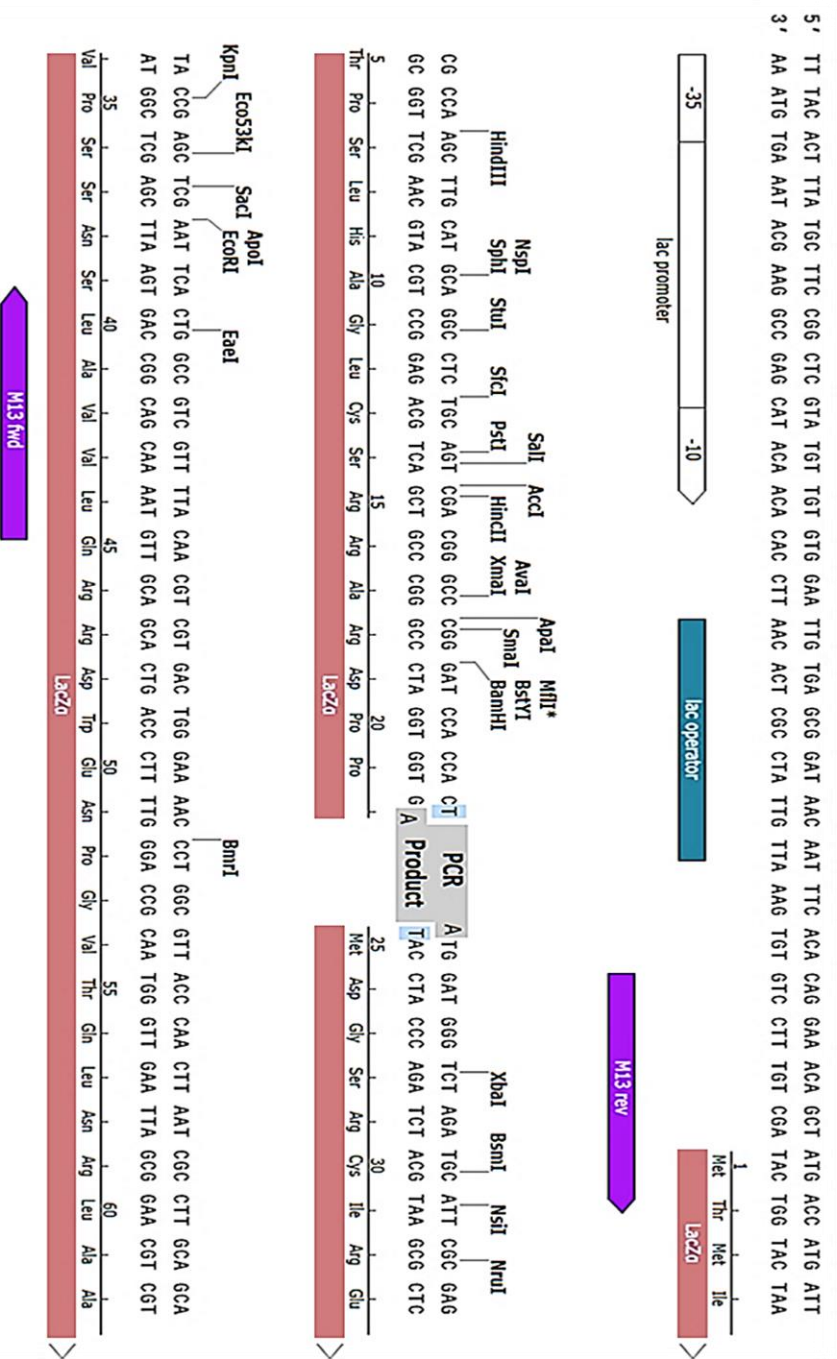 5' TT TAC ACT TTA TGC TTC CGG CTC GTA TGT TGT GTG GAA TTG TGA GCG GAT AAC AAT TTC ACA CAG GAA ACA GCT ATG ACC ATG ATT
3' AA ATG TGA AAT ACG AAG GCC GAG CAT ACA ACA CAC CTT AAC ACT CGC CTA TTG TTA AAG TGT GTC CTT TGT CGA TAC TGG TAC TAA
1
Met Thr Met Ile
-35 -10 lac operator LacZα
lac promoter
M13 rev
SalI ApaI MflI*
NspI AccI AvaI SmaI BstYI
HindIII SphI StuI SfcI PstI HincII XmaI BamHI XbaI BsmI NsiI NruI
CG CCA AGC TTG CAT GCA GGC CTC TGC AGT CGA CGG GCC CGG GAT CCA CCA CT PCR A TG GAT GGG TCT AGA TGC ATT CGC GAG
GC GGT TCG AAC GTA CGT CCG GAG ACG TCA GCT GCC CGG GCC CTA GGT GGT G A Product TAC CTA CCC AGA TCT ACG TAA GCG CTC
5 10 15 20 25 30
Thr Pro Ser Leu His Ala Gly Leu Cys Ser Arg Arg Ala Arg Asp Pro Pro Met Asp Gly Ser Arg Cys Ile Arg Glu
LacZα
ApoI
KpnI Eco53kI SacI EcoRI EaeI BmrI
TA CCG AGC TCG AAT TCA CTG GCC GTC GTT TTA CAA CGT CGT GAC TGG GAA AAC CCT GGC GTT ACC CAA CTT AAT CGC CTT GCA GCA
AT GGC TCG AGC TTA AGT GAC CGG CAG CAA AAT GTT GCA GCA CTG ACC CTT TTG GGA CCG CAA TGG GTT GAA TTA GCG GAA CGT CGT
35 40 45 50 55 60
Val Pro Ser Ser Asn Ser Leu Ala Val Val Leu Gln Arg Arg Asp Trp Glu Asn Pro Gly Val Thr Gln Leu Asn Arg Leu Ala Ala
LacZα
M13 fwd